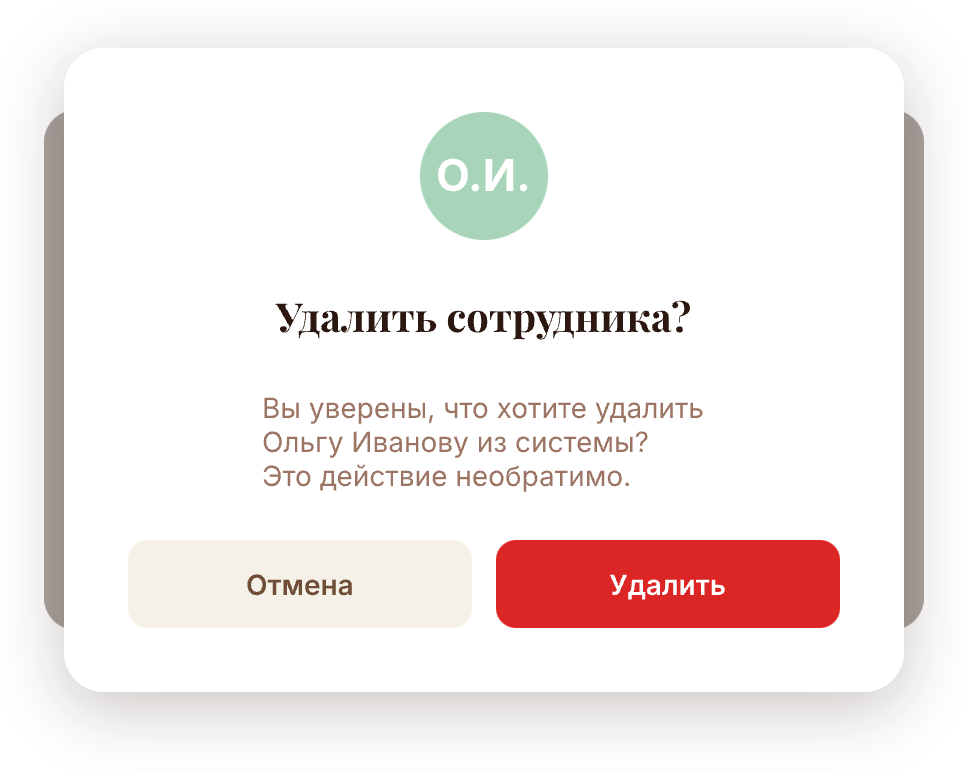 О.И.
Удалить сотрудника?
Вы уверены, что хотите удалить
Ольгу Иванову из системы?
Это действие необратимо.
Отмена
Удалить